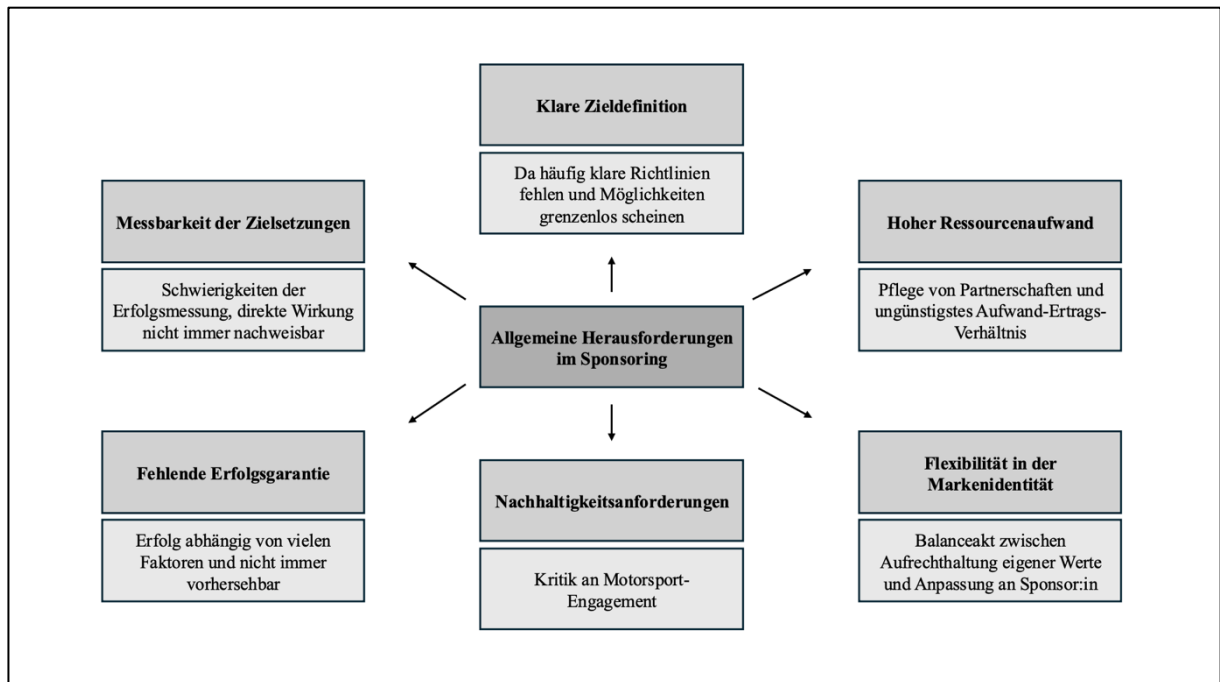 Klare Zieldefinition
Da häufig klare Richtlinien
fehlen und Möglichkeiten
grenzenlos scheinen
Messbarkeit der Zielsetzungen
Schwierigkeiten der
Erfolgsmessung, direkte Wirkung
nicht immer nachweisbar
Hoher Ressourcenaufwand
Pflege von Partnerschaften und
ungünstigstes Aufwand-Ertrags-
Verhältnis
Allgemeine Herausforderungen
im Sponsoring
Fehlende Erfolgsgarantie
Erfolg abhängig von vielen
Faktoren und nicht immer
vorhersehbar
Nachhaltigkeitsanforderungen
Kritik an Motorsport-
Engagement
Flexibilität in der
Markenidentität
Balanceakt zwischen
Aufrechthaltung eigener Werte
und Anpassung an Sponsor:in